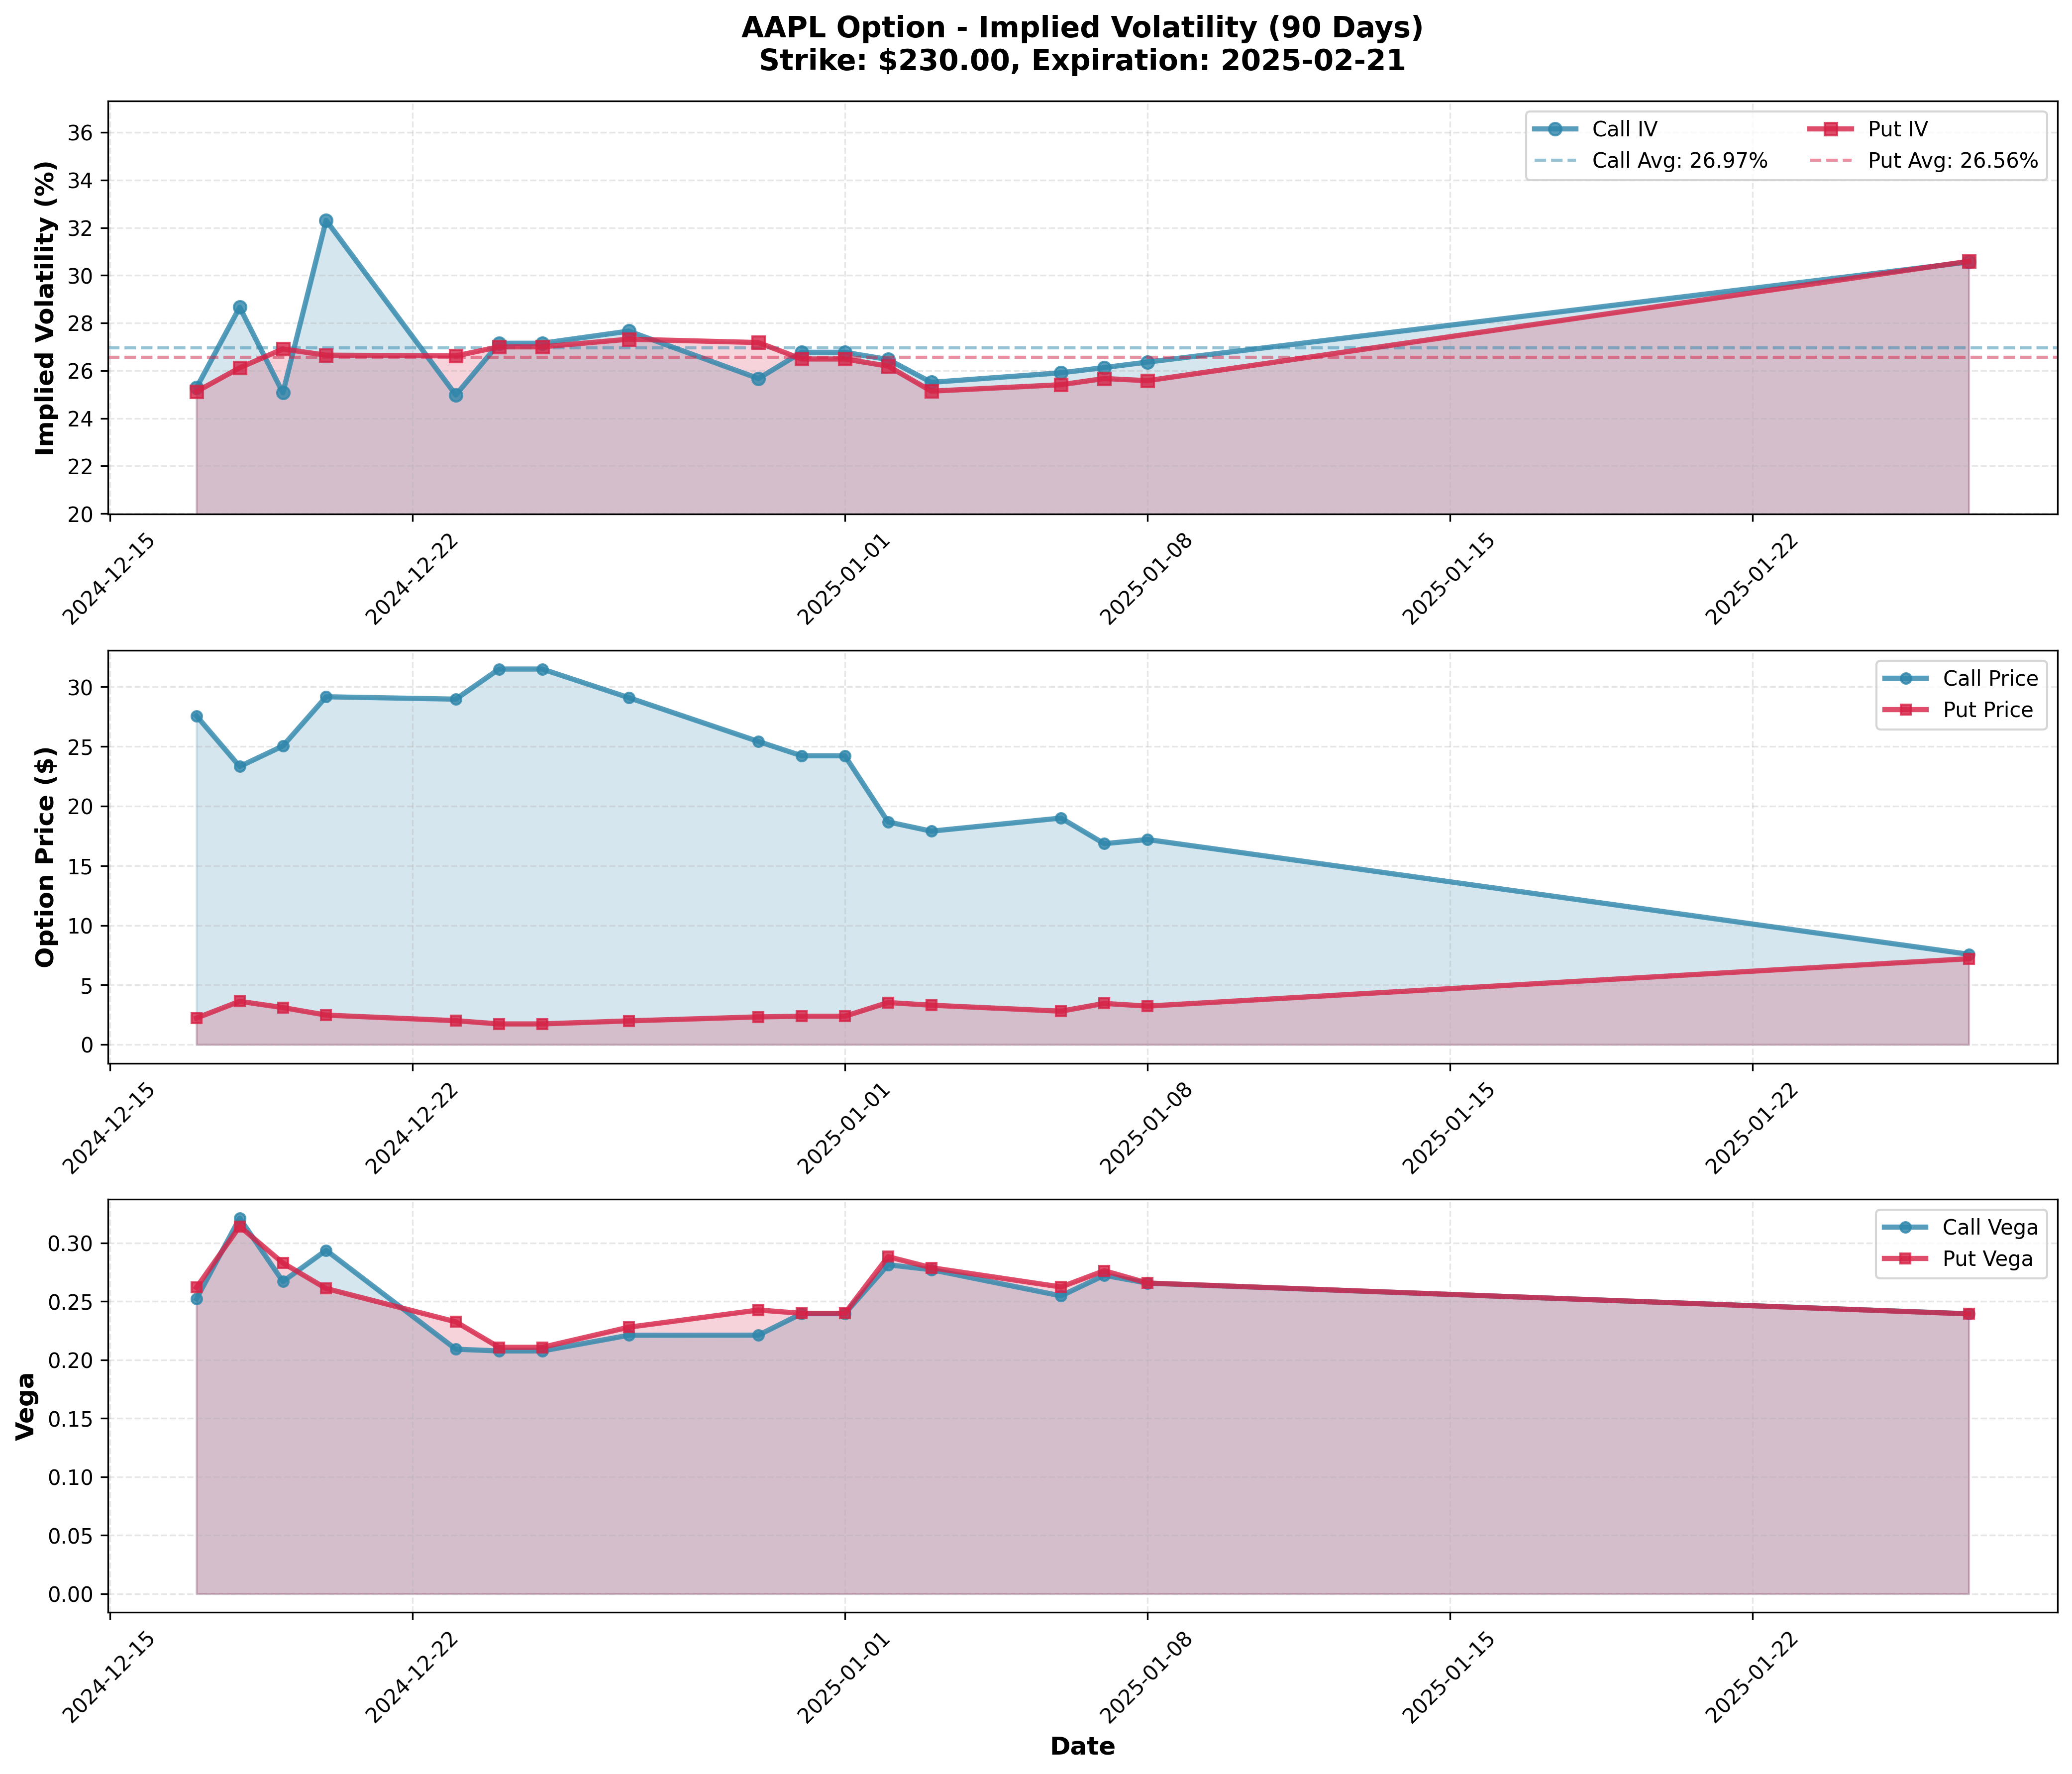 AAPL Option - Implied Volatility (90 Days)
Strike: $230.00, Expiration: 2025-02-21
Implied Volatility (%)
36
34
32
30
28
26
24
22
20
Call IV
Call Avg: 26.97%
Put IV
Put Avg: 26.56%
2024-12-15
2024-12-22
2025-01-01
2025-01-08
2025-01-15
2025-01-22
Option Price ($)
30
25
20
15
10
5
0
Call Price
Put Price
2024-12-15
2024-12-22
2025-01-01
2025-01-08
2025-01-15
2025-01-22
Vega
0.30
0.25
0.20
0.15
0.10
0.05
0.00
Call Vega
Put Vega
2024-12-15
2024-12-22
2025-01-01
2025-01-08
2025-01-15
2025-01-22
Date